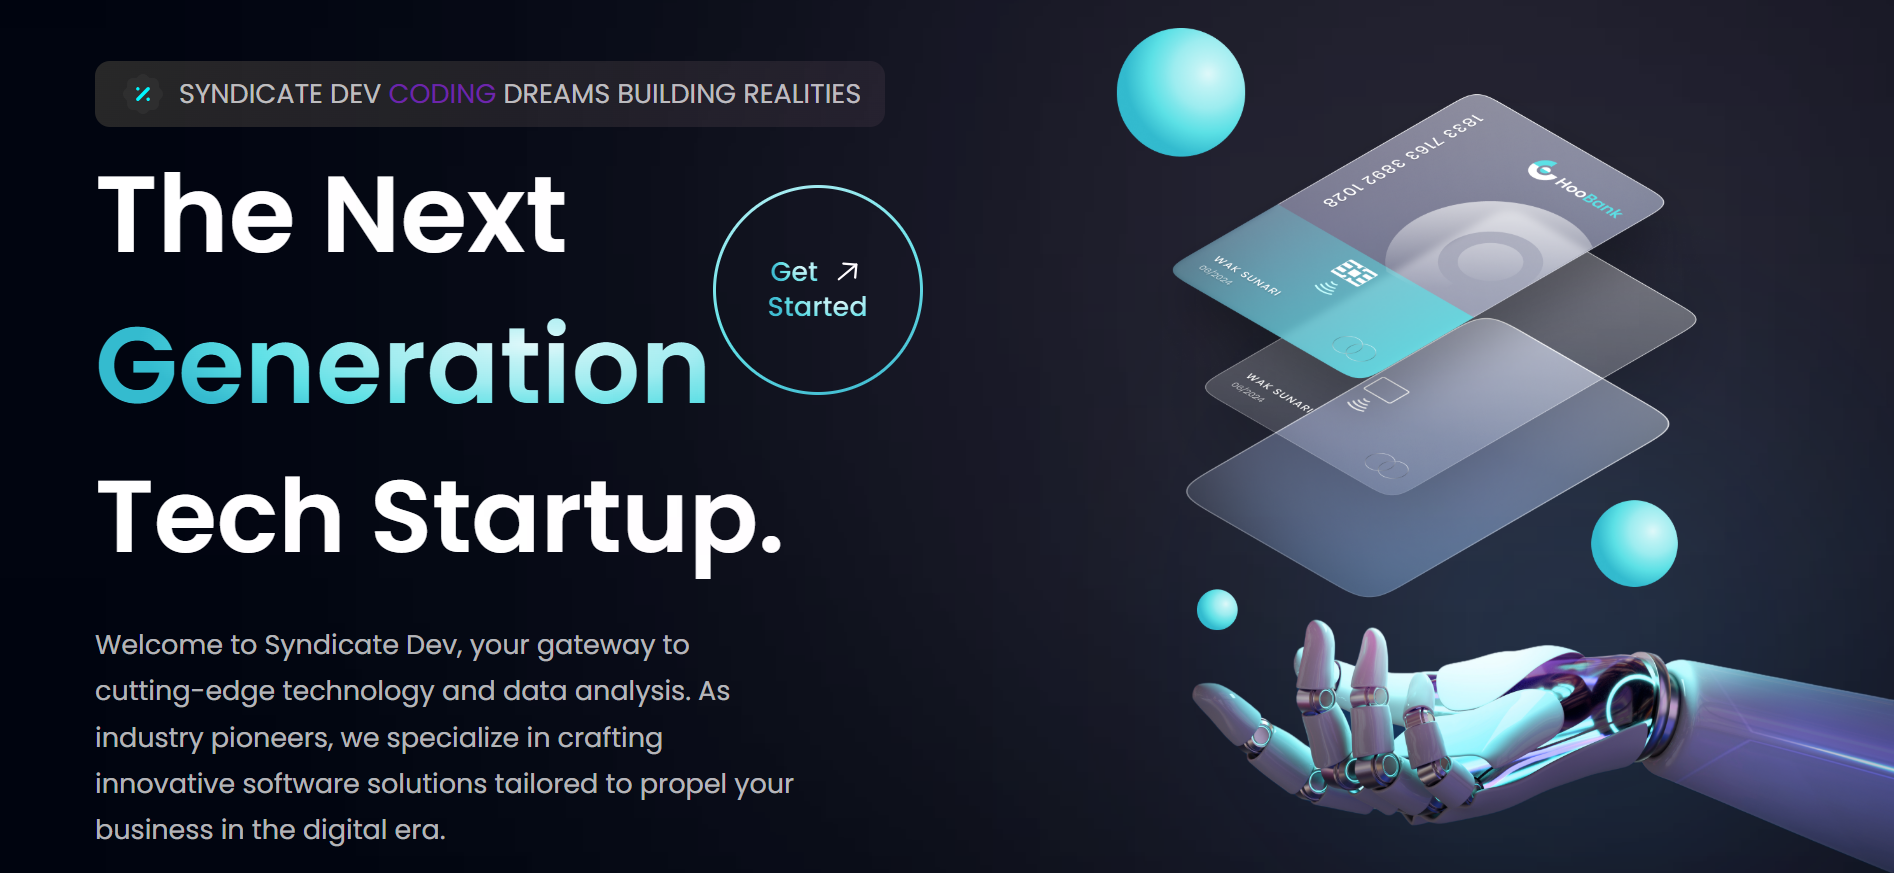 SYNDICATE DEV CODING DREAMS BUILDING REALITIES
The Next
Generation
Tech Startup.
Get
Started
Welcome to Syndicate Dev, your gateway to
cutting-edge technology and data analysis. As
industry pioneers, we specialize in crafting
innovative software solutions tailored to propel your
business in the digital era.
1833 7163 3892 1028
HooBank
WAK SUNARI
06/2024
WAK SUNARI
06/2024